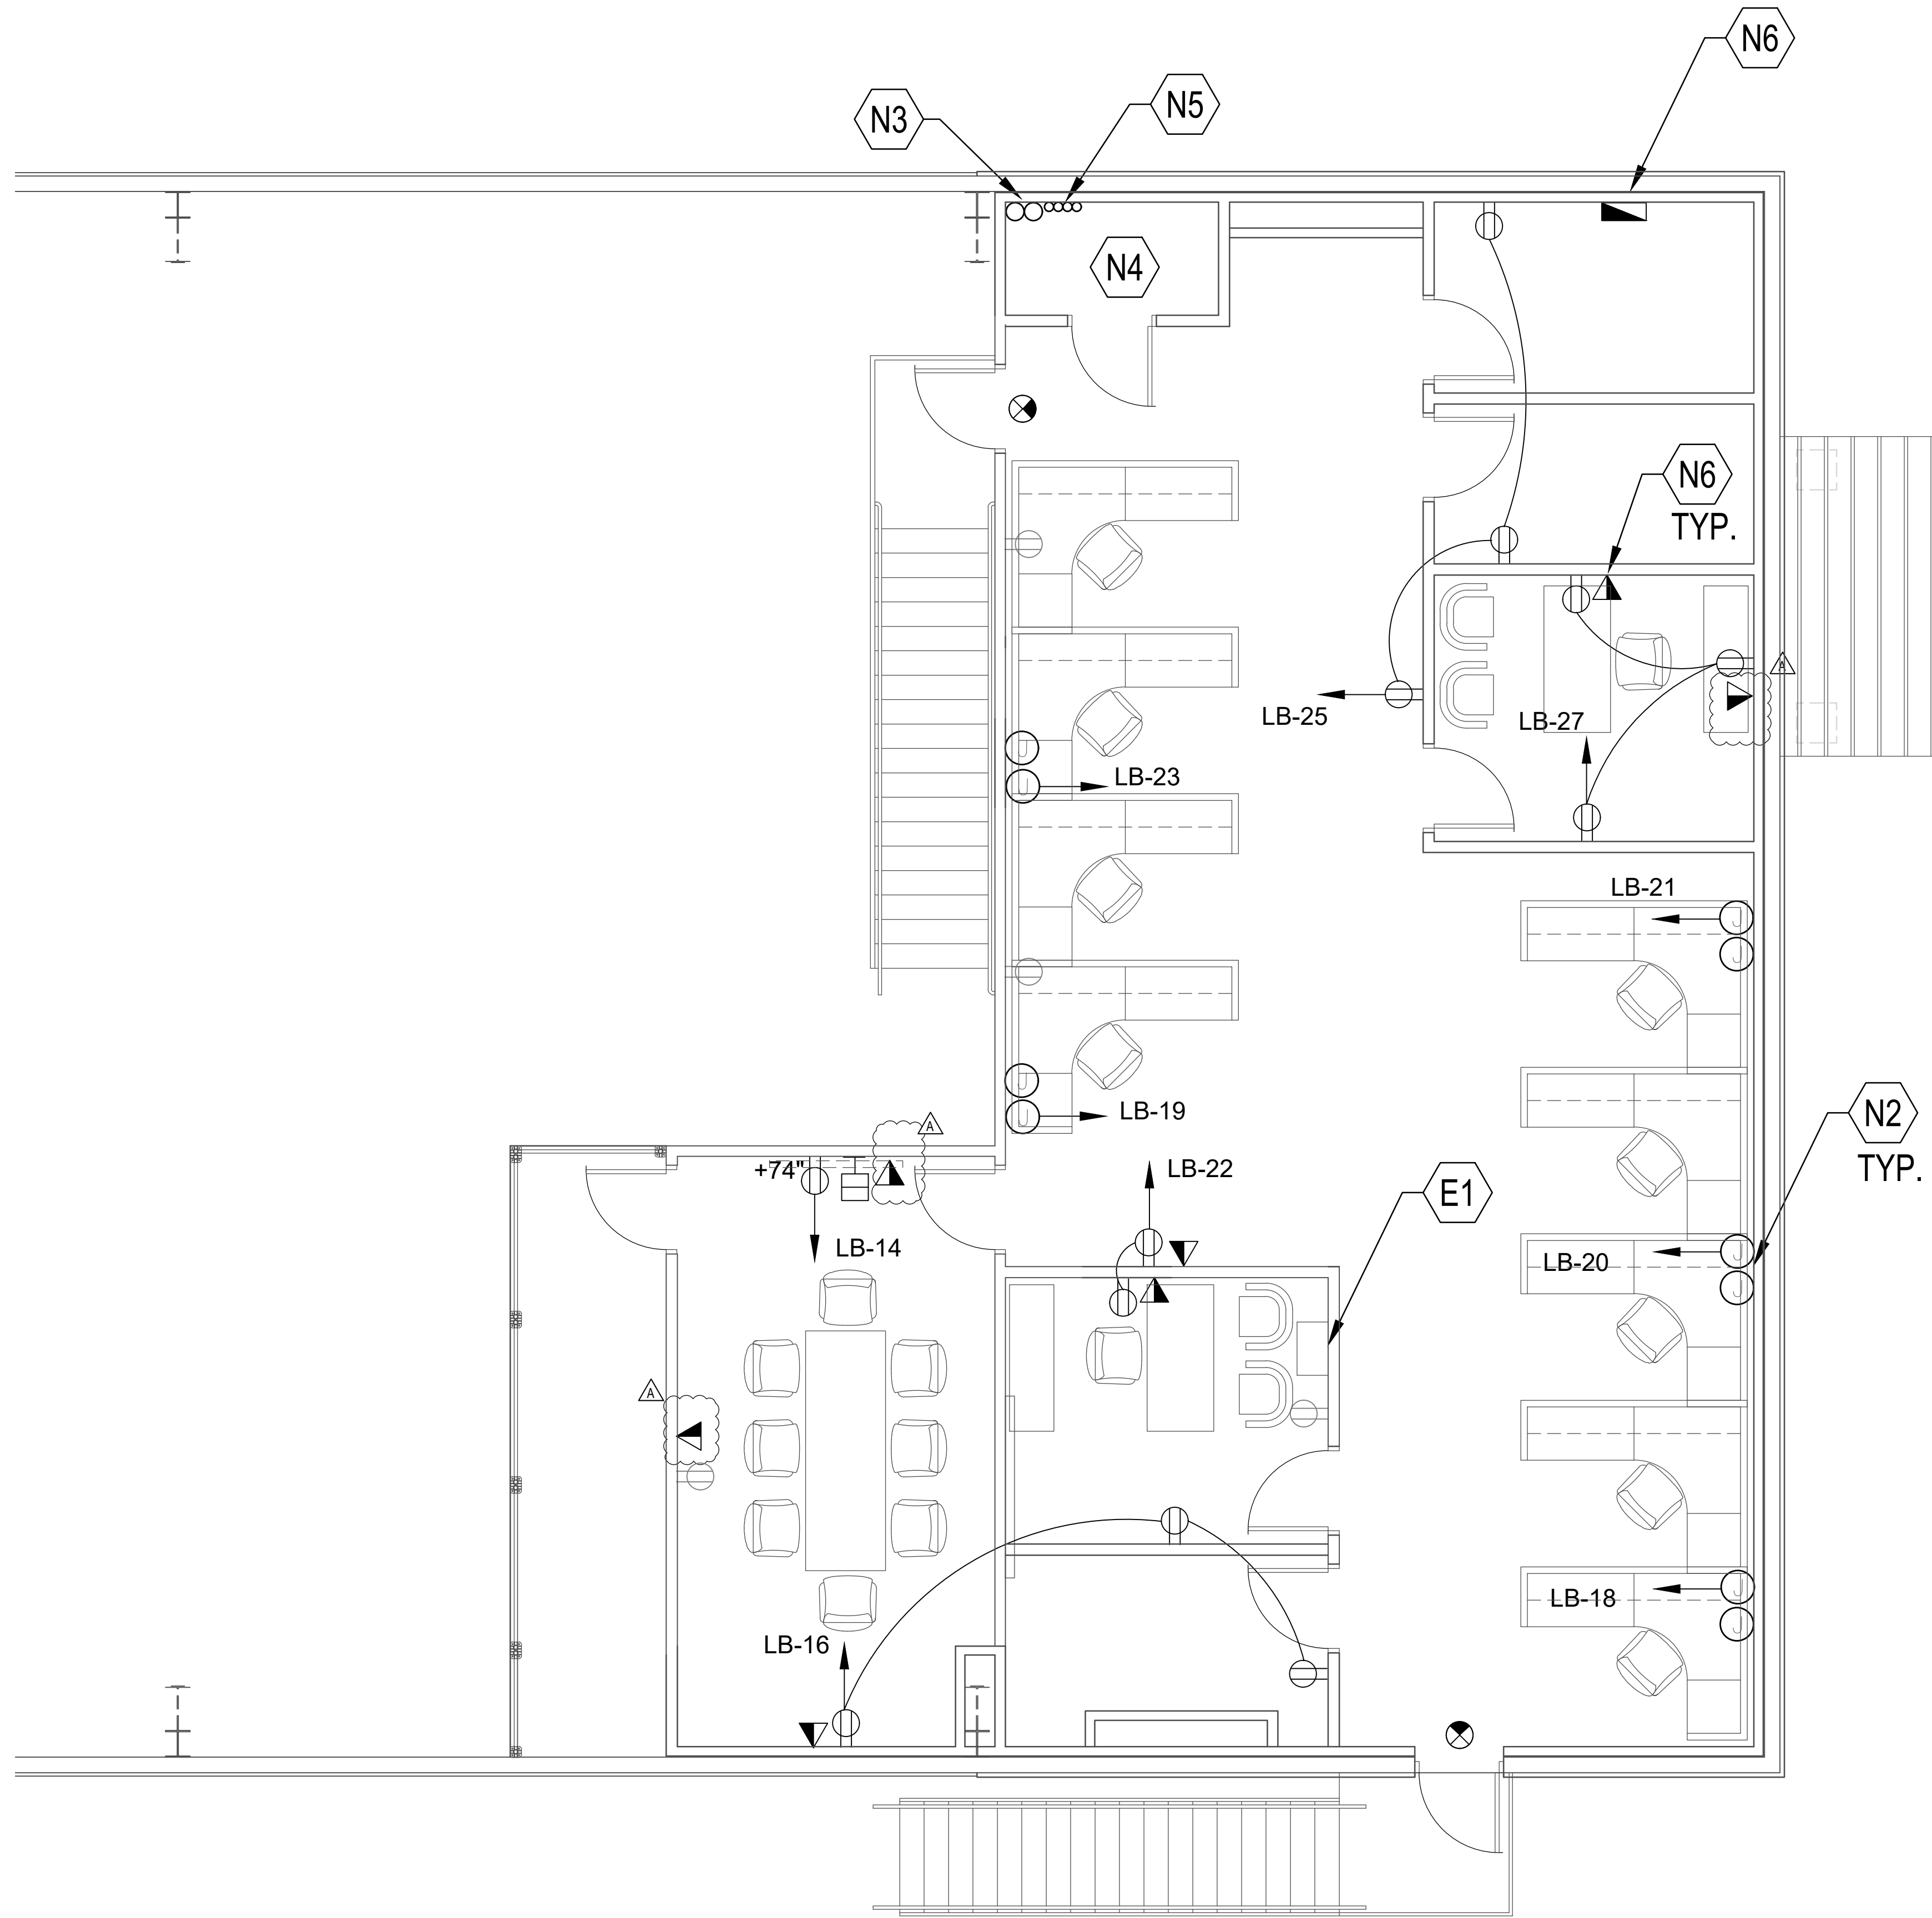 N6
N3
N5
N4
N6
TYP.
A
LB-25
LB-27
J
J
LB-23
LB-21
J
J
J
J
LB-19
N2
TYP.
A
+74"
LB-22
E1
LB-14
LB-20
J
J
A
LB-18
J
J
LB-16